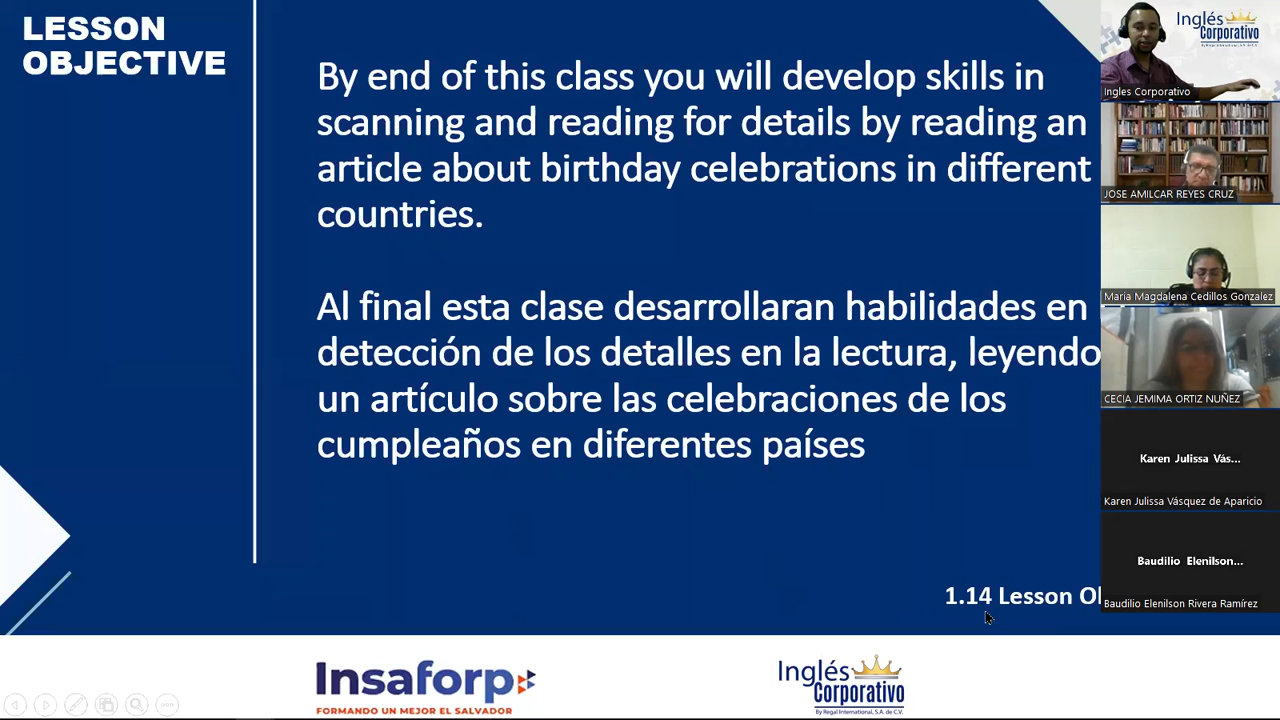 LESSON
OBJECTIVE
By end of this class you will develop skills in
scanning and reading for details by reading an
article about birthday celebrations in different
countries.
Al final esta clase desarrollaran habilidades en
detección de los detalles en la lectura, leyendo
un artículo sobre las celebraciones de los
cumpleaños en diferentes países
1.14 Lesson
Insaforp
FORMANDO UN MEJOR EL SALVADOR
Inglés
Corporativo
By Regal International, S.A. de C.V.
Inglés
Corporativo
By Regal International, S.A. de C.V.
Ingles Corporativo
JOSE AMILCAR REYES CRUZ
Maria Magdalena Cedillos Gonzalez
CECIA JEMIMA ORTIZ NUÑEZ
Karen Julissa Vás...
Karen Julissa Vásquez de Aparicio
Baudilio Elenilson...
Baudilio Elenilson Rivera Ramírez